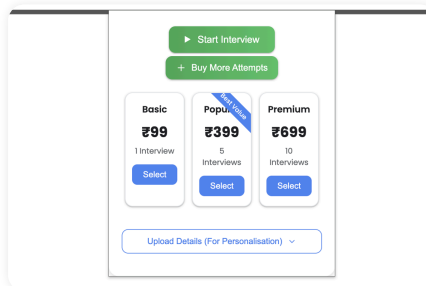 Start Interview
+ Buy More Attempts
Basic
₹99
1 Interview
Select
Best Value
₹399
5
Interviews
Select
Premium
₹699
10
Interviews
Select
Upload Details (For Personalisation)